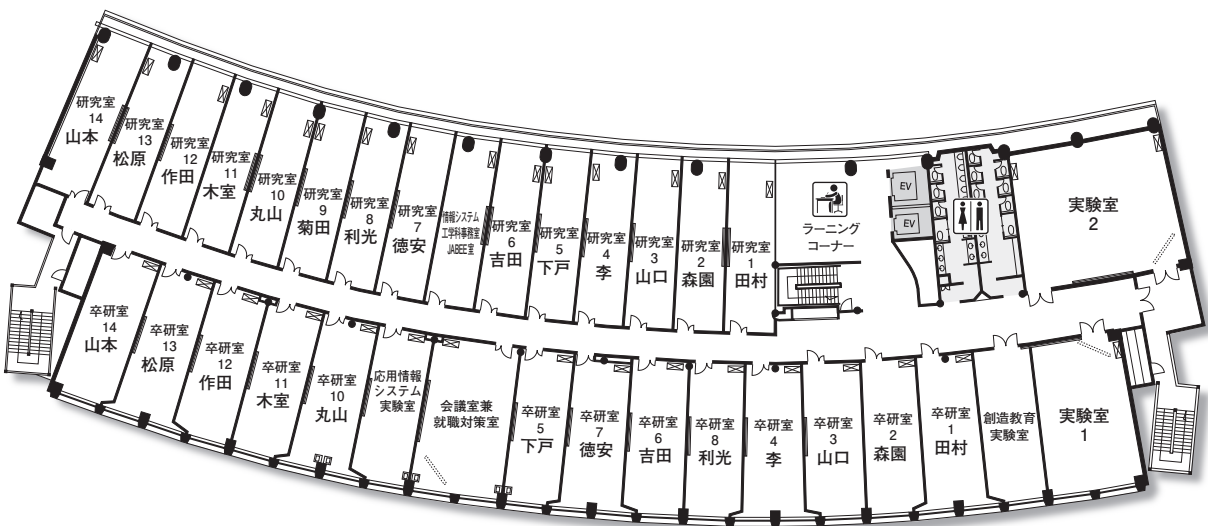 研究室
14
山本
研究室
13
松原
研究室
12
作田
研究室
11
木室
研究室
10
丸山
研究室
9
菊田
研究室
8
利光
研究室
7
徳安
情報システム
工学科事務室
JABEE室
研究室
6
吉田
研究室
5
下戸
研究室
4
李
研究室
3
山口
研究室
2
森園
研究室
1
田村
ラーニング
コーナー
EV
EV
実験室
2
卒研室
14
山本
卒研室
13
松原
卒研室
12
作田
卒研室
11
木室
卒研室
10
丸山
応用情報
システム
実験室
会議室兼
就職対策室
卒研室
5
下戸
卒研室
7
徳安
卒研室
6
吉田
卒研室
8
利光
卒研室
4
李
卒研室
3
山口
卒研室
2
森園
卒研室
1
田村
創造教育
実験室
実験室
1